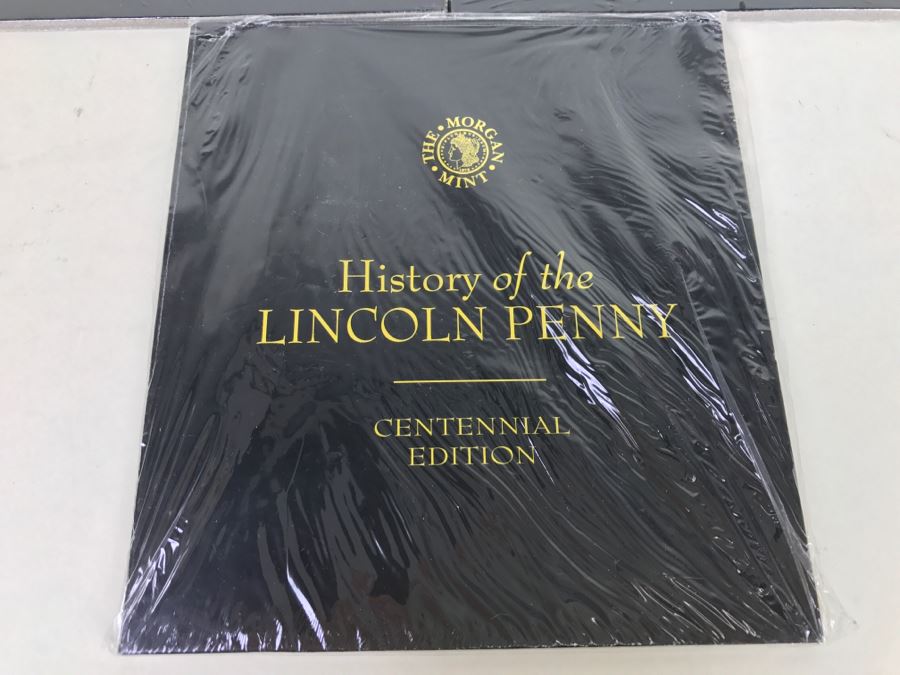 THE • MORGAN • MINT •
History of the
LINCOLN PENNY
CENTENNIAL
EDITION